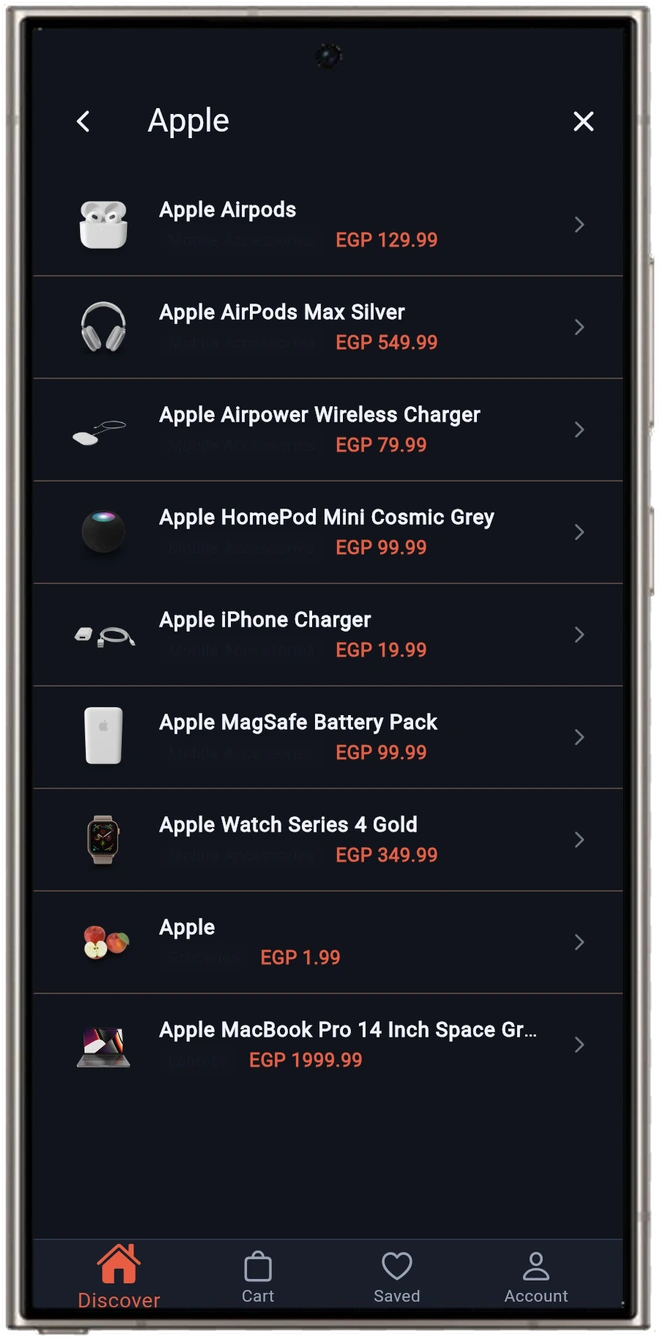 Apple
Apple Airpods
EGP 129.99
Apple AirPods Max Silver
EGP 549.99
Apple Airpower Wireless Charger
EGP 79.99
Apple HomePod Mini Cosmic Grey
EGP 99.99
Apple iPhone Charger
EGP 19.99
Apple MagSafe Battery Pack
EGP 99.99
Apple Watch Series 4 Gold
EGP 349.99
Apple
EGP 1.99
Apple MacBook Pro 14 Inch Space Gr...
EGP 1999.99
Discover
Cart
Saved
Account